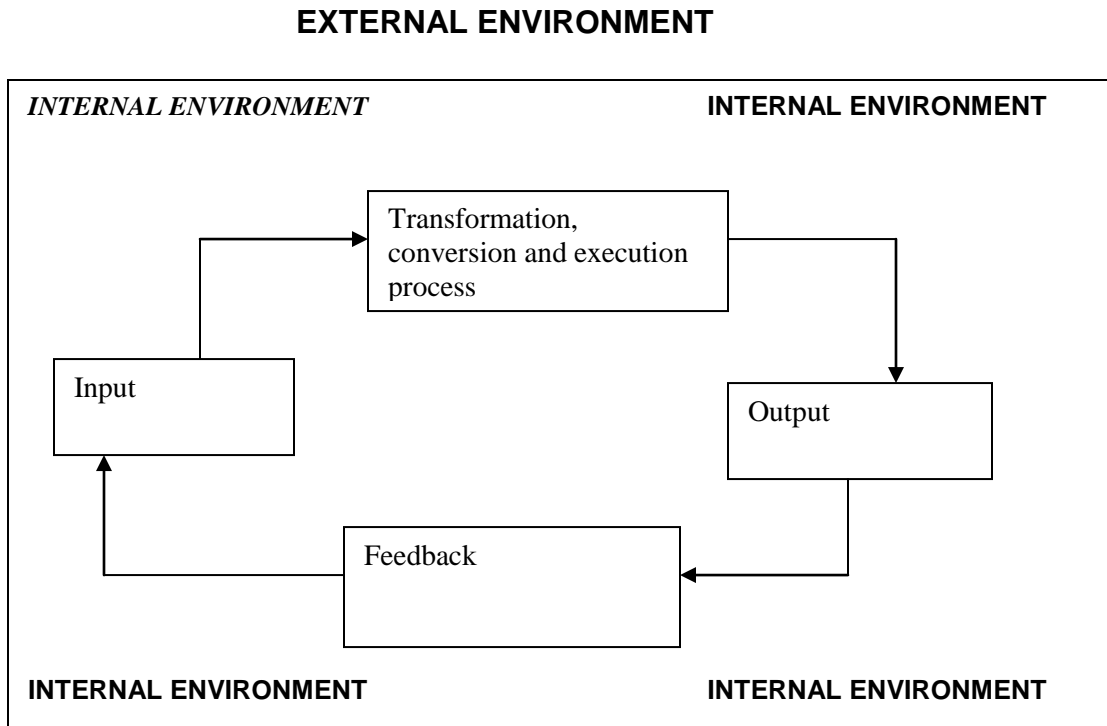 EXTERNAL ENVIRONMENT
INTERNAL ENVIRONMENT
INTERNAL ENVIRONMENT
Transformation,
conversion and execution
process
Input
Output
Feedback
INTERNAL ENVIRONMENT
INTERNAL ENVIRONMENT